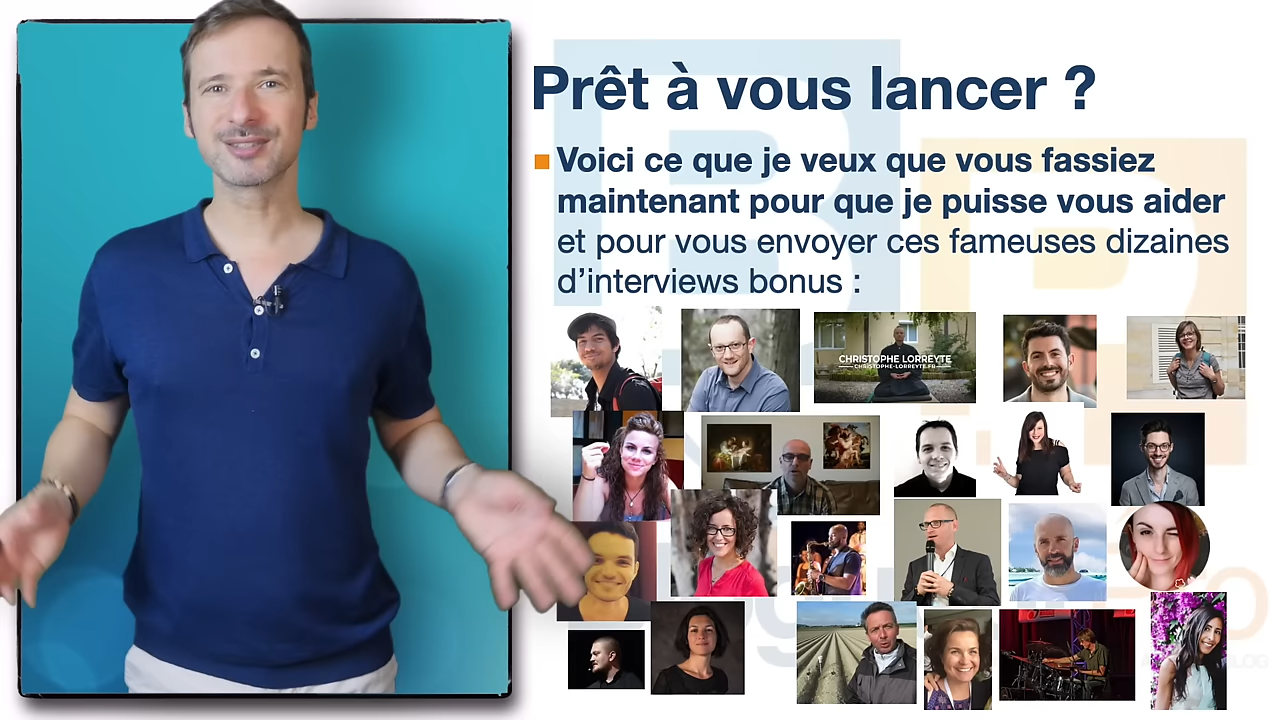 Prêt à vous lancer ?
Voici ce que je veux que vous fassiez
maintenant pour que je puisse vous aider
et pour vous envoyer ces fameuses dizaines
d’interviews bonus :
CHRISTOPHE LORREYTE
CHRISTOPHE-LORREYTE.FR